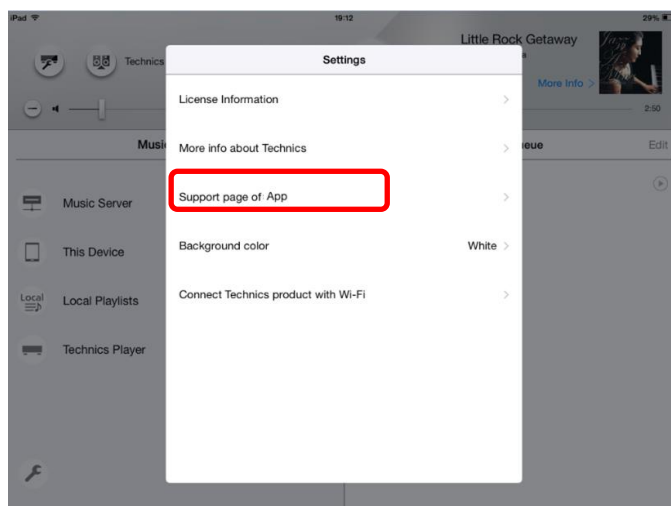 iPad
19:12
29%
Little Rock Getaway
Technics
More Info >
2:50
Settings
License Information
More info about Technics
Support page of App
Background color White
Connect Technics product with Wi-Fi
Musi
eue
Edit
Music Server
This Device
Local
Local Playlists
Technics Player